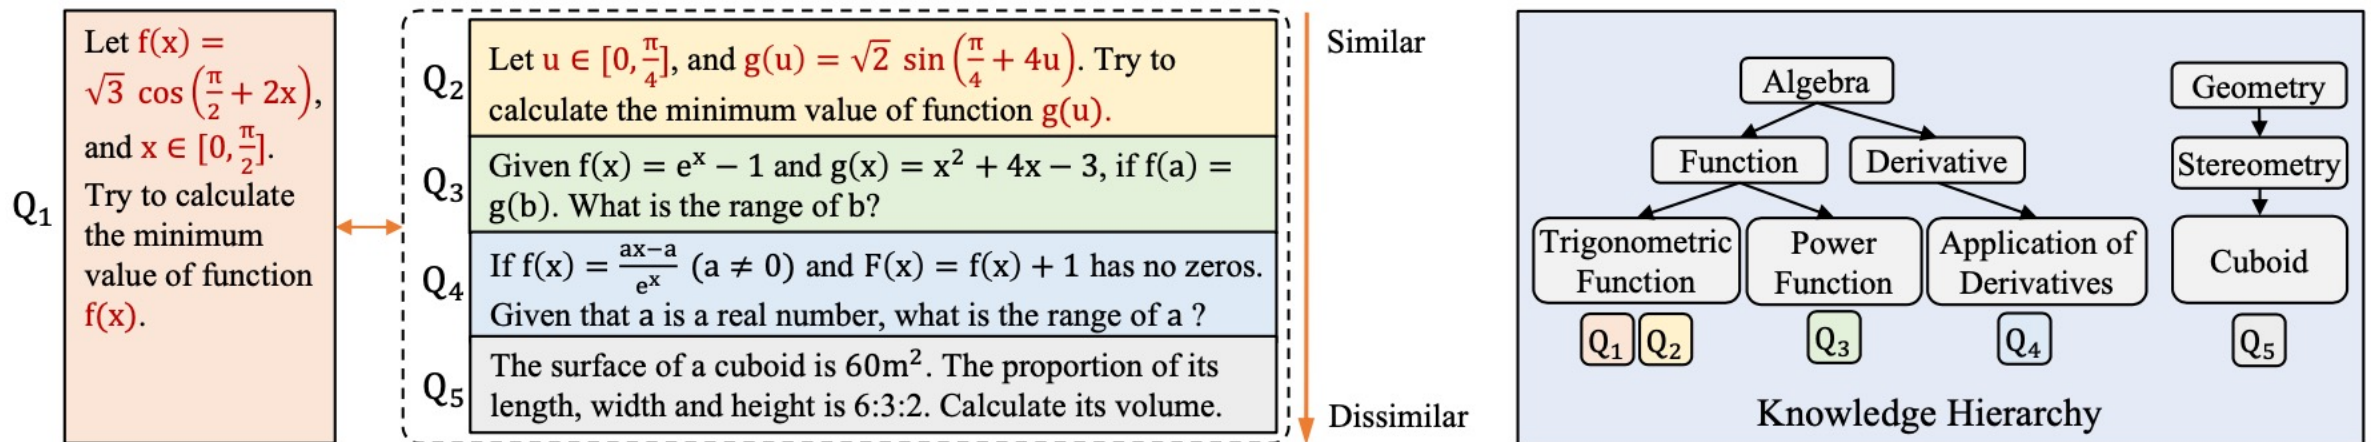 Q₁
Let f(x) =
√3 cos (π/2 + 2x),
and x ∈ [0, π/2].
Try to calculate
the minimum
value of function
f(x).
Q₂
Let u ∈ [0, π/4], and g(u) = √2 sin (π/4 + 4u). Try to
calculate the minimum value of function g(u).
Q₃
Given f(x) = eˣ − 1 and g(x) = x² + 4x − 3, if f(a) =
g(b). What is the range of b?
Q₄
If f(x) = (ax−a)/eˣ (a ≠ 0) and F(x) = f(x) + 1 has no zeros.
Given that a is a real number, what is the range of a ?
Q₅
The surface of a cuboid is 60m². The proportion of its
length, width and height is 6:3:2. Calculate its volume.
Similar
Dissimilar
Algebra
Geometry
Function
Derivative
Stereometry
Trigonometric
Function
Power
Function
Application of
Derivatives
Cuboid
Q₁
Q₂
Q₃
Q₄
Q₅
Knowledge Hierarchy